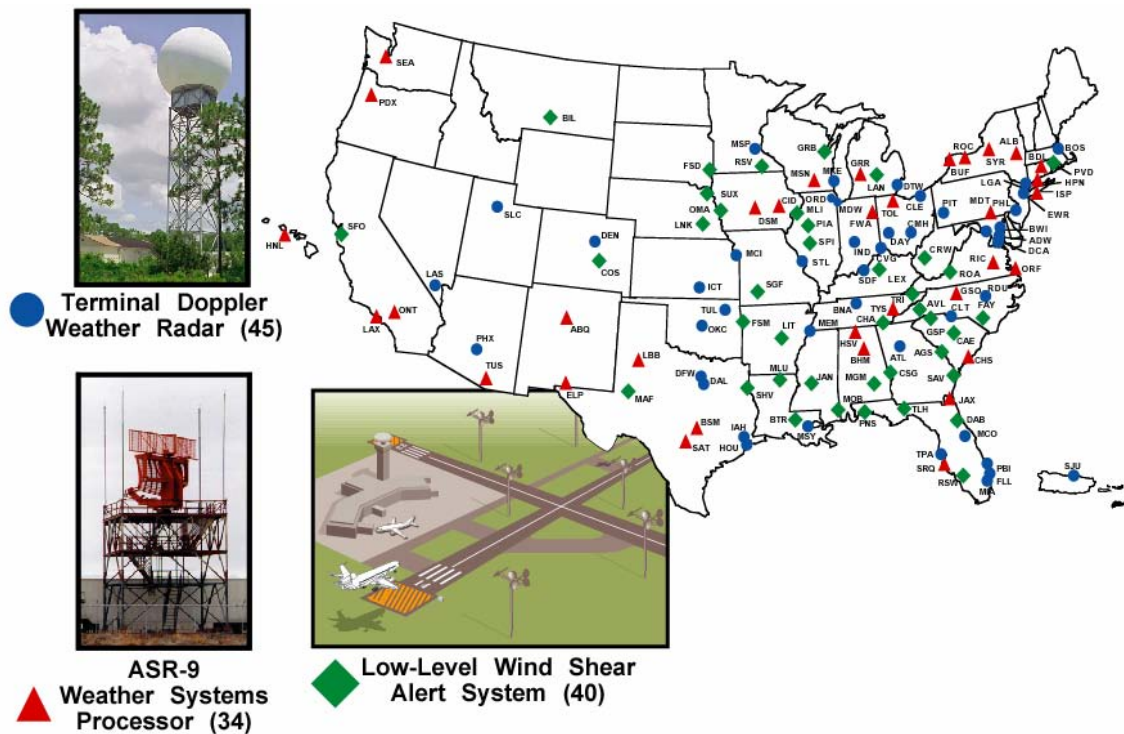 Terminal Doppler
Weather Radar (45)
ASR-9
Weather Systems
Processor (34)
Low-Level Wind Shear
Alert System (40)
SEA
PDX
BIL
HNL
SFO
LAX
ONT
LAS
SLC
PHX
TUS
DEN
COS
ABQ
ELP
LBB
MAF
BSM
SAT
DFW
DAL
IAH
HOU
ICT
TUL
OKC
MCI
SGF
FSM
LIT
MLU
SHV
BTR
MSY
JAN
MEM
MSP
RSV
FSD
SUX
OMA
LNK
DSM
CID
MLI
PIA
SPI
STL
GRB
MSN
MKE
ORD
MDW
GRR
LAN
DTW
CLE
TOL
FWA
IND
DAY
CMH
CVG
SDF
LEX
PIT
CRW
ROA
BUF
ROC
SYR
ALB
BDL
BOS
PVD
HPN
ISP
LGA
EWR
MDT
PHL
BWI
ADW
DCA
RIC
ORF
RDU
GSO
FAY
CLT
AVL
GSP
CAE
TRI
TYS
CHA
BNA
HSV
BHM
ATL
AGS
CHS
SAV
CSG
MGM
MOB
PNS
TLH
JAX
DAB
MCO
TPA
SRQ
RSW
PBI
FLL
MIA
SJU